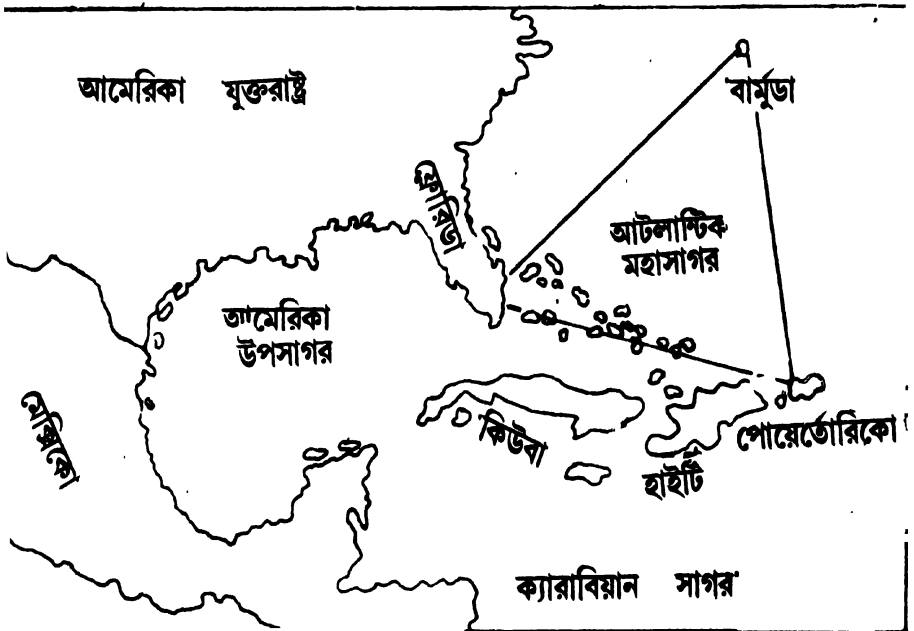 আমেরিকা যুক্তরাষ্ট্র
বার্মুডা
ফ্লোরিডা
আটলান্টিক
মহাসাগর
আমেরিকা
উপসাগর
মেক্সিকো
কিউবা
পোয়ের্তোরিকো
হাইটি
ক্যারাবিয়ান সাগর